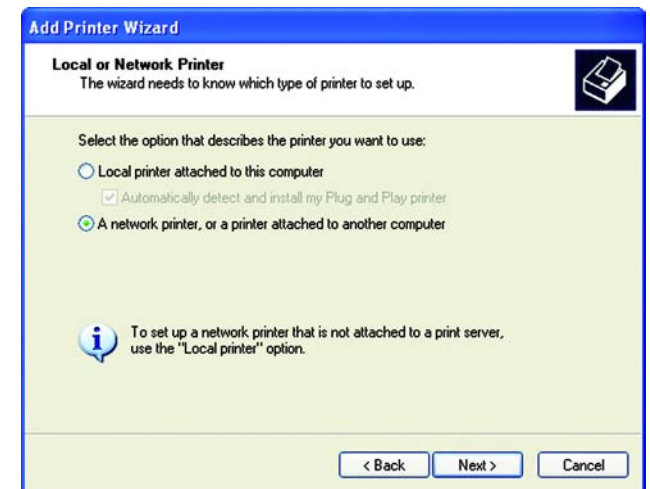 Add Printer Wizard
Local or Network Printer
The wizard needs to know which type of printer to set up.
Select the option that describes the printer you want to use:
Local printer attached to this computer
Automatically detect and install my Plug and Play printer
A network printer, or a printer attached to another computer
To set up a network printer that is not attached to a print server,
use the "Local printer" option.
< Back Next > Cancel